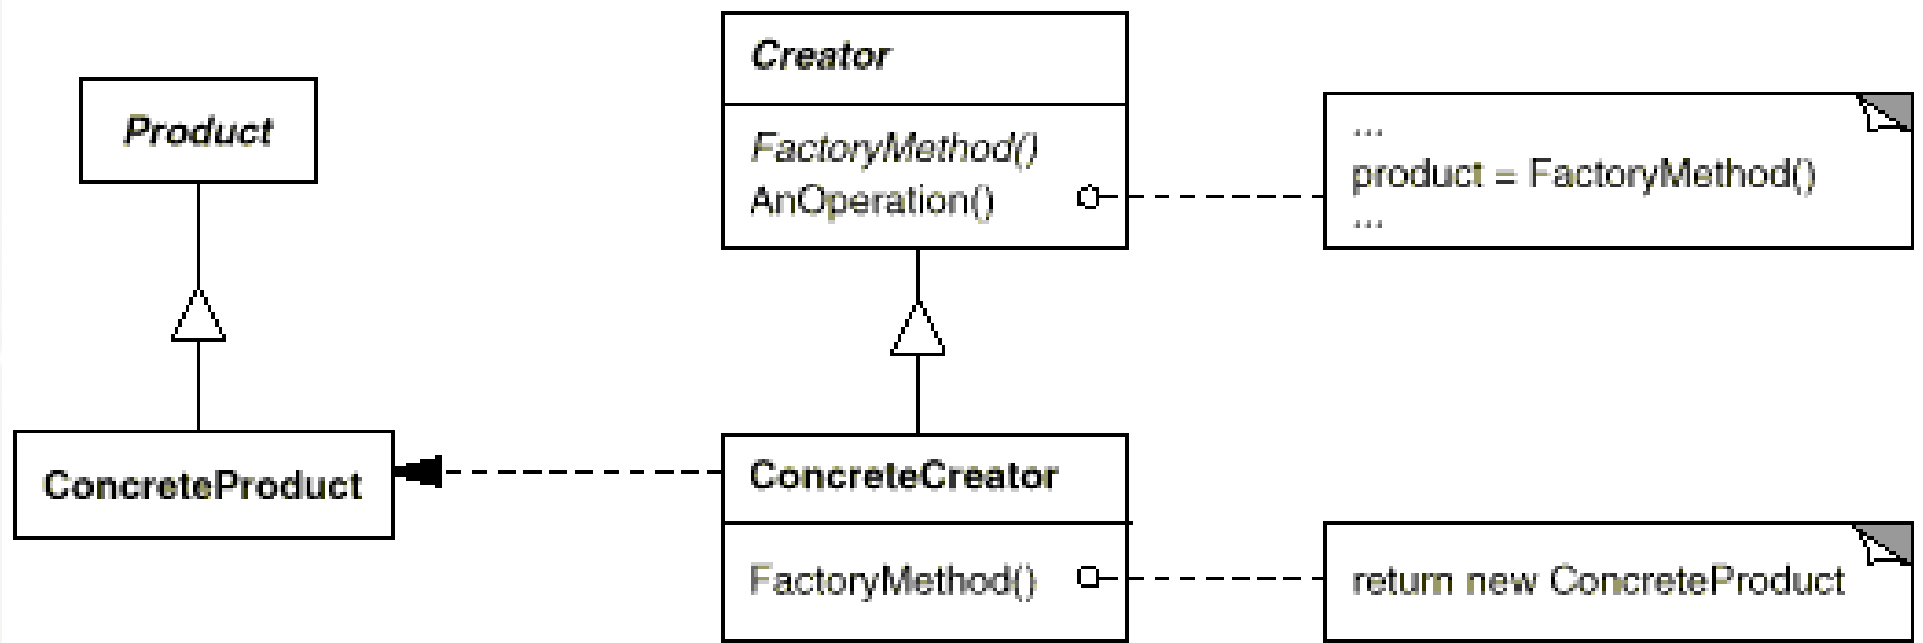 Product
ConcreteProduct
Creator
FactoryMethod()
AnOperation()
...
product = FactoryMethod()
...
ConcreteCreator
FactoryMethod()
return new ConcreteProduct